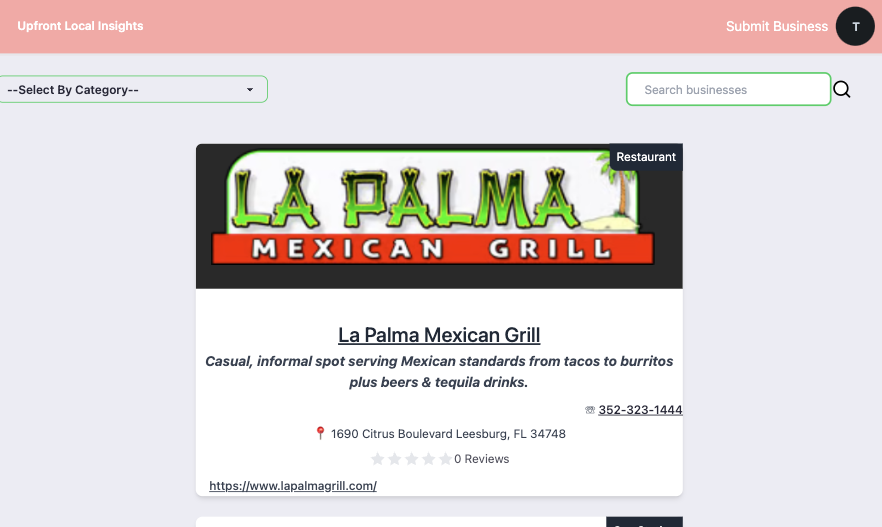 Upfront Local Insights
Submit Business
T
--Select By Category--
Search businesses
Restaurant
LA PALMA
MEXICAN GRILL
La Palma Mexican Grill
Casual, informal spot serving Mexican standards from tacos to burritos
plus beers & tequila drinks.
☏ 352-323-1444
📍 1690 Citrus Boulevard Leesburg, FL 34748
0 Reviews
https://www.lapalmagrill.com/